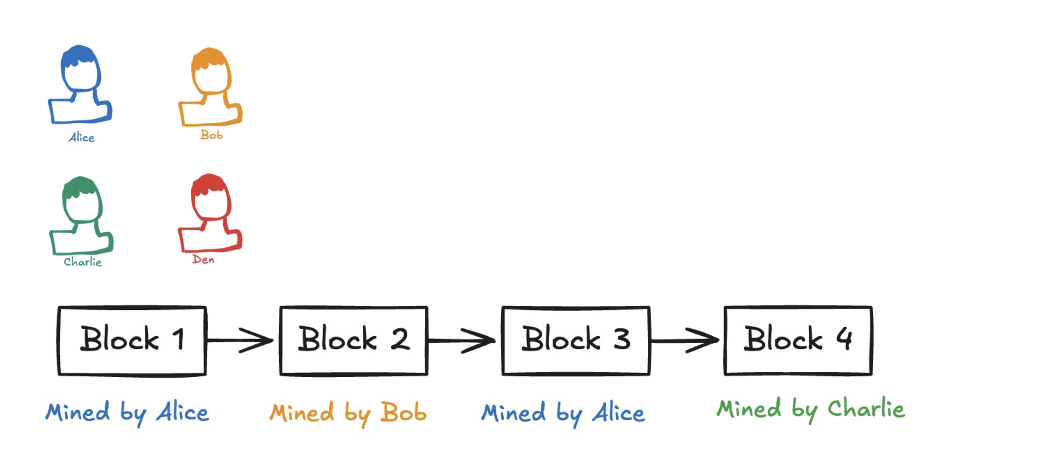 Alice
Bob
Charlie
Den
Block 1
Block 2
Block 3
Block 4
Mined by Alice
Mined by Bob
Mined by Alice
Mined by Charlie